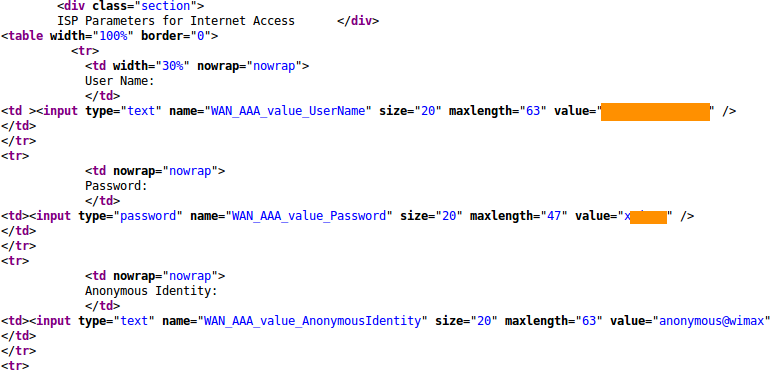 <div class="section">
ISP Parameters for Internet Access </div>
<table width="100%" border="0">
<tr>
<td width="30%" nowrap="nowrap">
User Name:
</td>
<td ><input type="text" name="WAN_AAA_value_UserName" size="20" maxlength="63" value="" />
</td>
</tr>
<tr>
<td nowrap="nowrap">
Password:
</td>
<td><input type="password" name="WAN_AAA_value_Password" size="20" maxlength="47" value="x" />
</td>
</tr>
<tr>
<td nowrap="nowrap">
Anonymous Identity:
</td>
<td><input type="text" name="WAN_AAA_value_AnonymousIdentity" size="20" maxlength="63" value="anonymous@wimax"
</td>
</tr>
<tr>